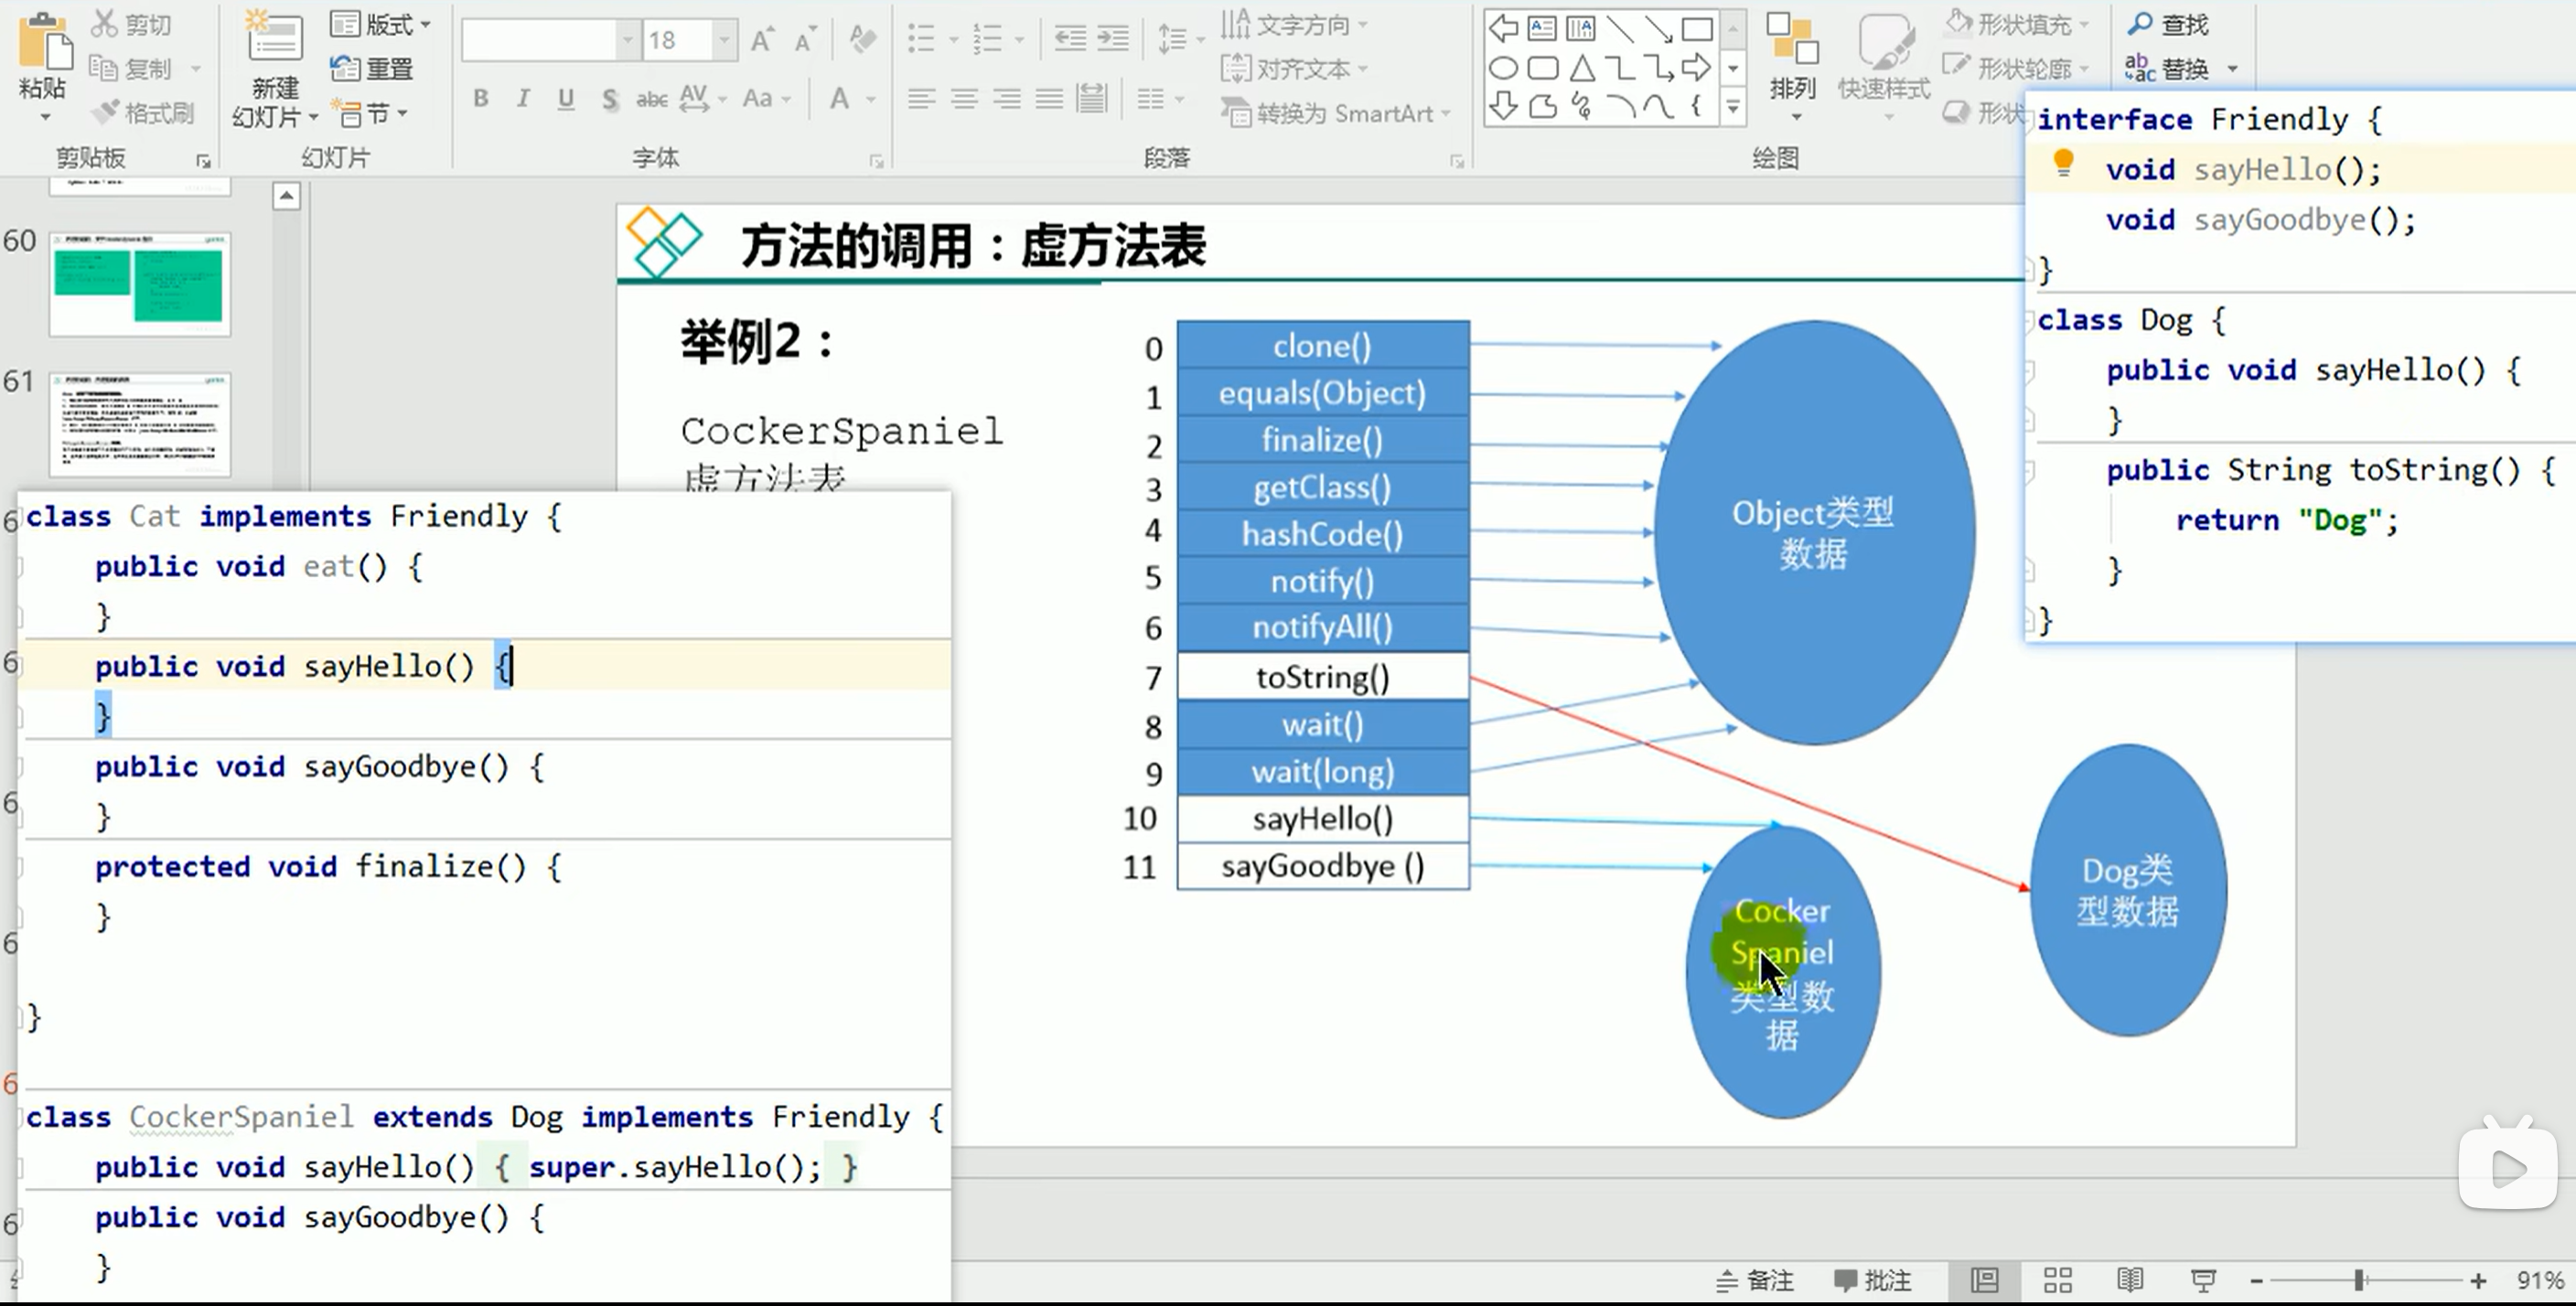 粘贴
剪切
复制
格式刷
剪贴板
新建
幻灯片
版式
重置
节
幻灯片
18
B I U S abc AV Aa A
字体
文字方向
对齐文本
转换为 SmartArt
段落
排列
快速样式
形状填充
形状轮廓
形状
绘图
查找
替换
60
61
方法的调用：虚方法表
举例2：
CockerSpaniel
虚方法表
0 clone()
1 equals(Object)
2 finalize()
3 getClass()
4 hashCode()
5 notify()
6 notifyAll()
7 toString()
8 wait()
9 wait(long)
10 sayHello()
11 sayGoodbye ()
Object类型
数据
Dog类
型数据
Cocker
Spaniel
类型数
据
interface Friendly {
void sayHello();
void sayGoodbye();
}
class Dog {
public void sayHello() {
}
public String toString() {
return "Dog";
}
}
class Cat implements Friendly {
public void eat() {
}
public void sayHello() {
}
public void sayGoodbye() {
}
protected void finalize() {
}
}
class CockerSpaniel extends Dog implements Friendly {
public void sayHello() { super.sayHello(); }
public void sayGoodbye() {
}
备注
批注
91%